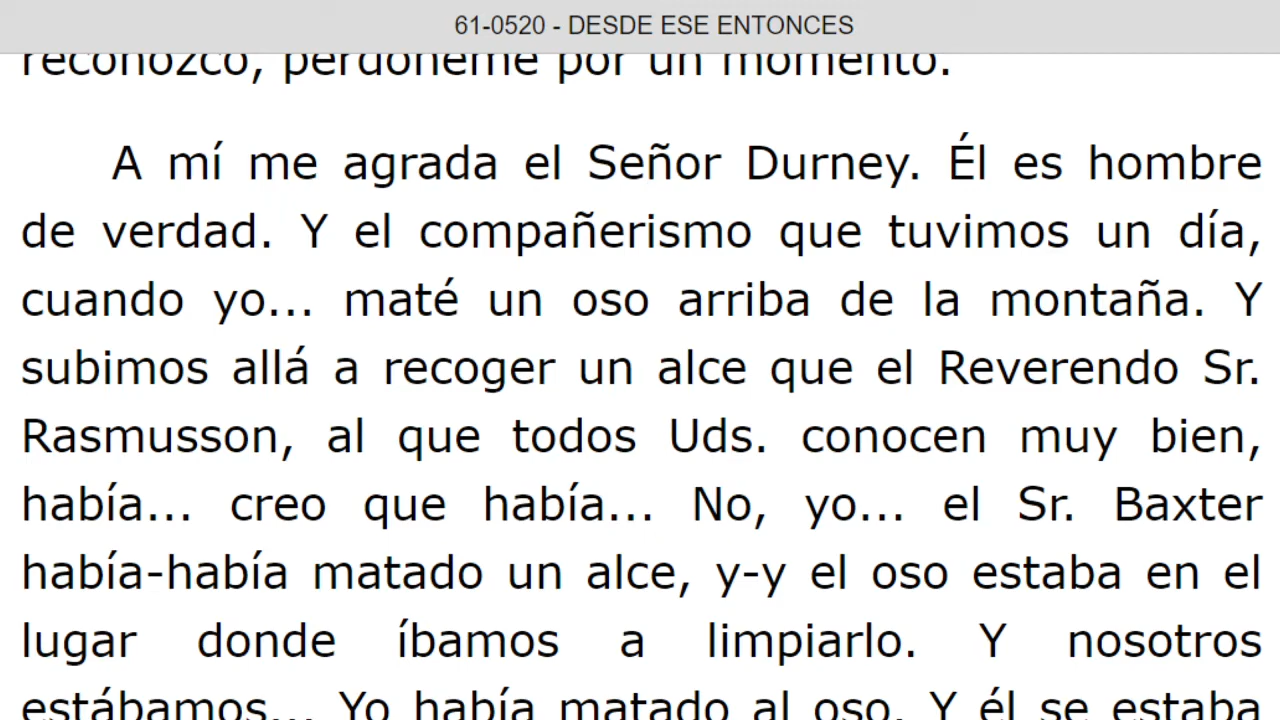 61-0520 - DESDE ESE ENTONCES
reconozco, perdóneme por un momento.
A mí me agrada el Señor Durney. Él es hombre
de verdad. Y el compañerismo que tuvimos un día,
cuando yo... maté un oso arriba de la montaña. Y
subimos allá a recoger un alce que el Reverendo Sr.
Rasmusson, al que todos Uds. conocen muy bien,
había... creo que había... No, yo... el Sr. Baxter
había-había matado un alce, y-y el oso estaba en el
lugar donde íbamos a limpiarlo. Y nosotros
estábamos... Yo había matado al oso. Y él se estaba